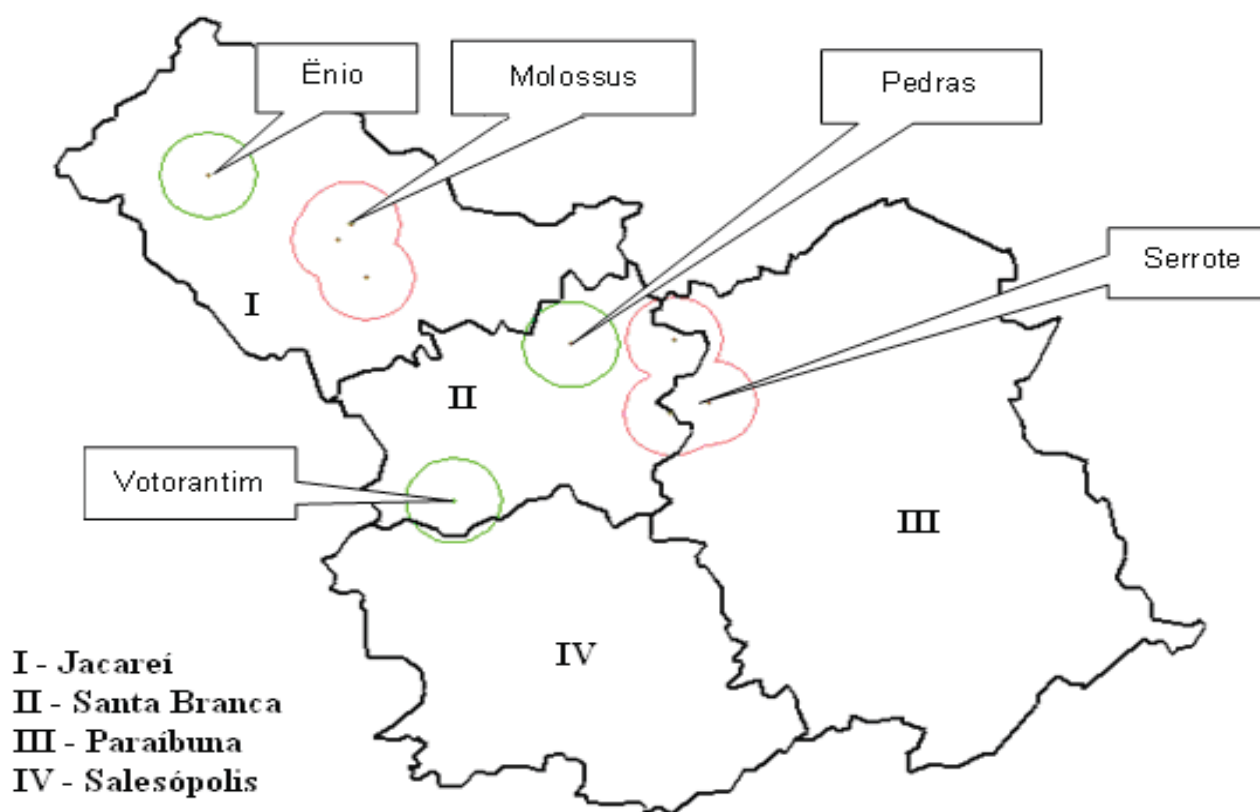 Ënio
Molossus
Pedras
Serrote
I
II
Votorantim
III
IV
I - Jacareí
II - Santa Branca
III - Paraíbuna
IV - Salesópolis